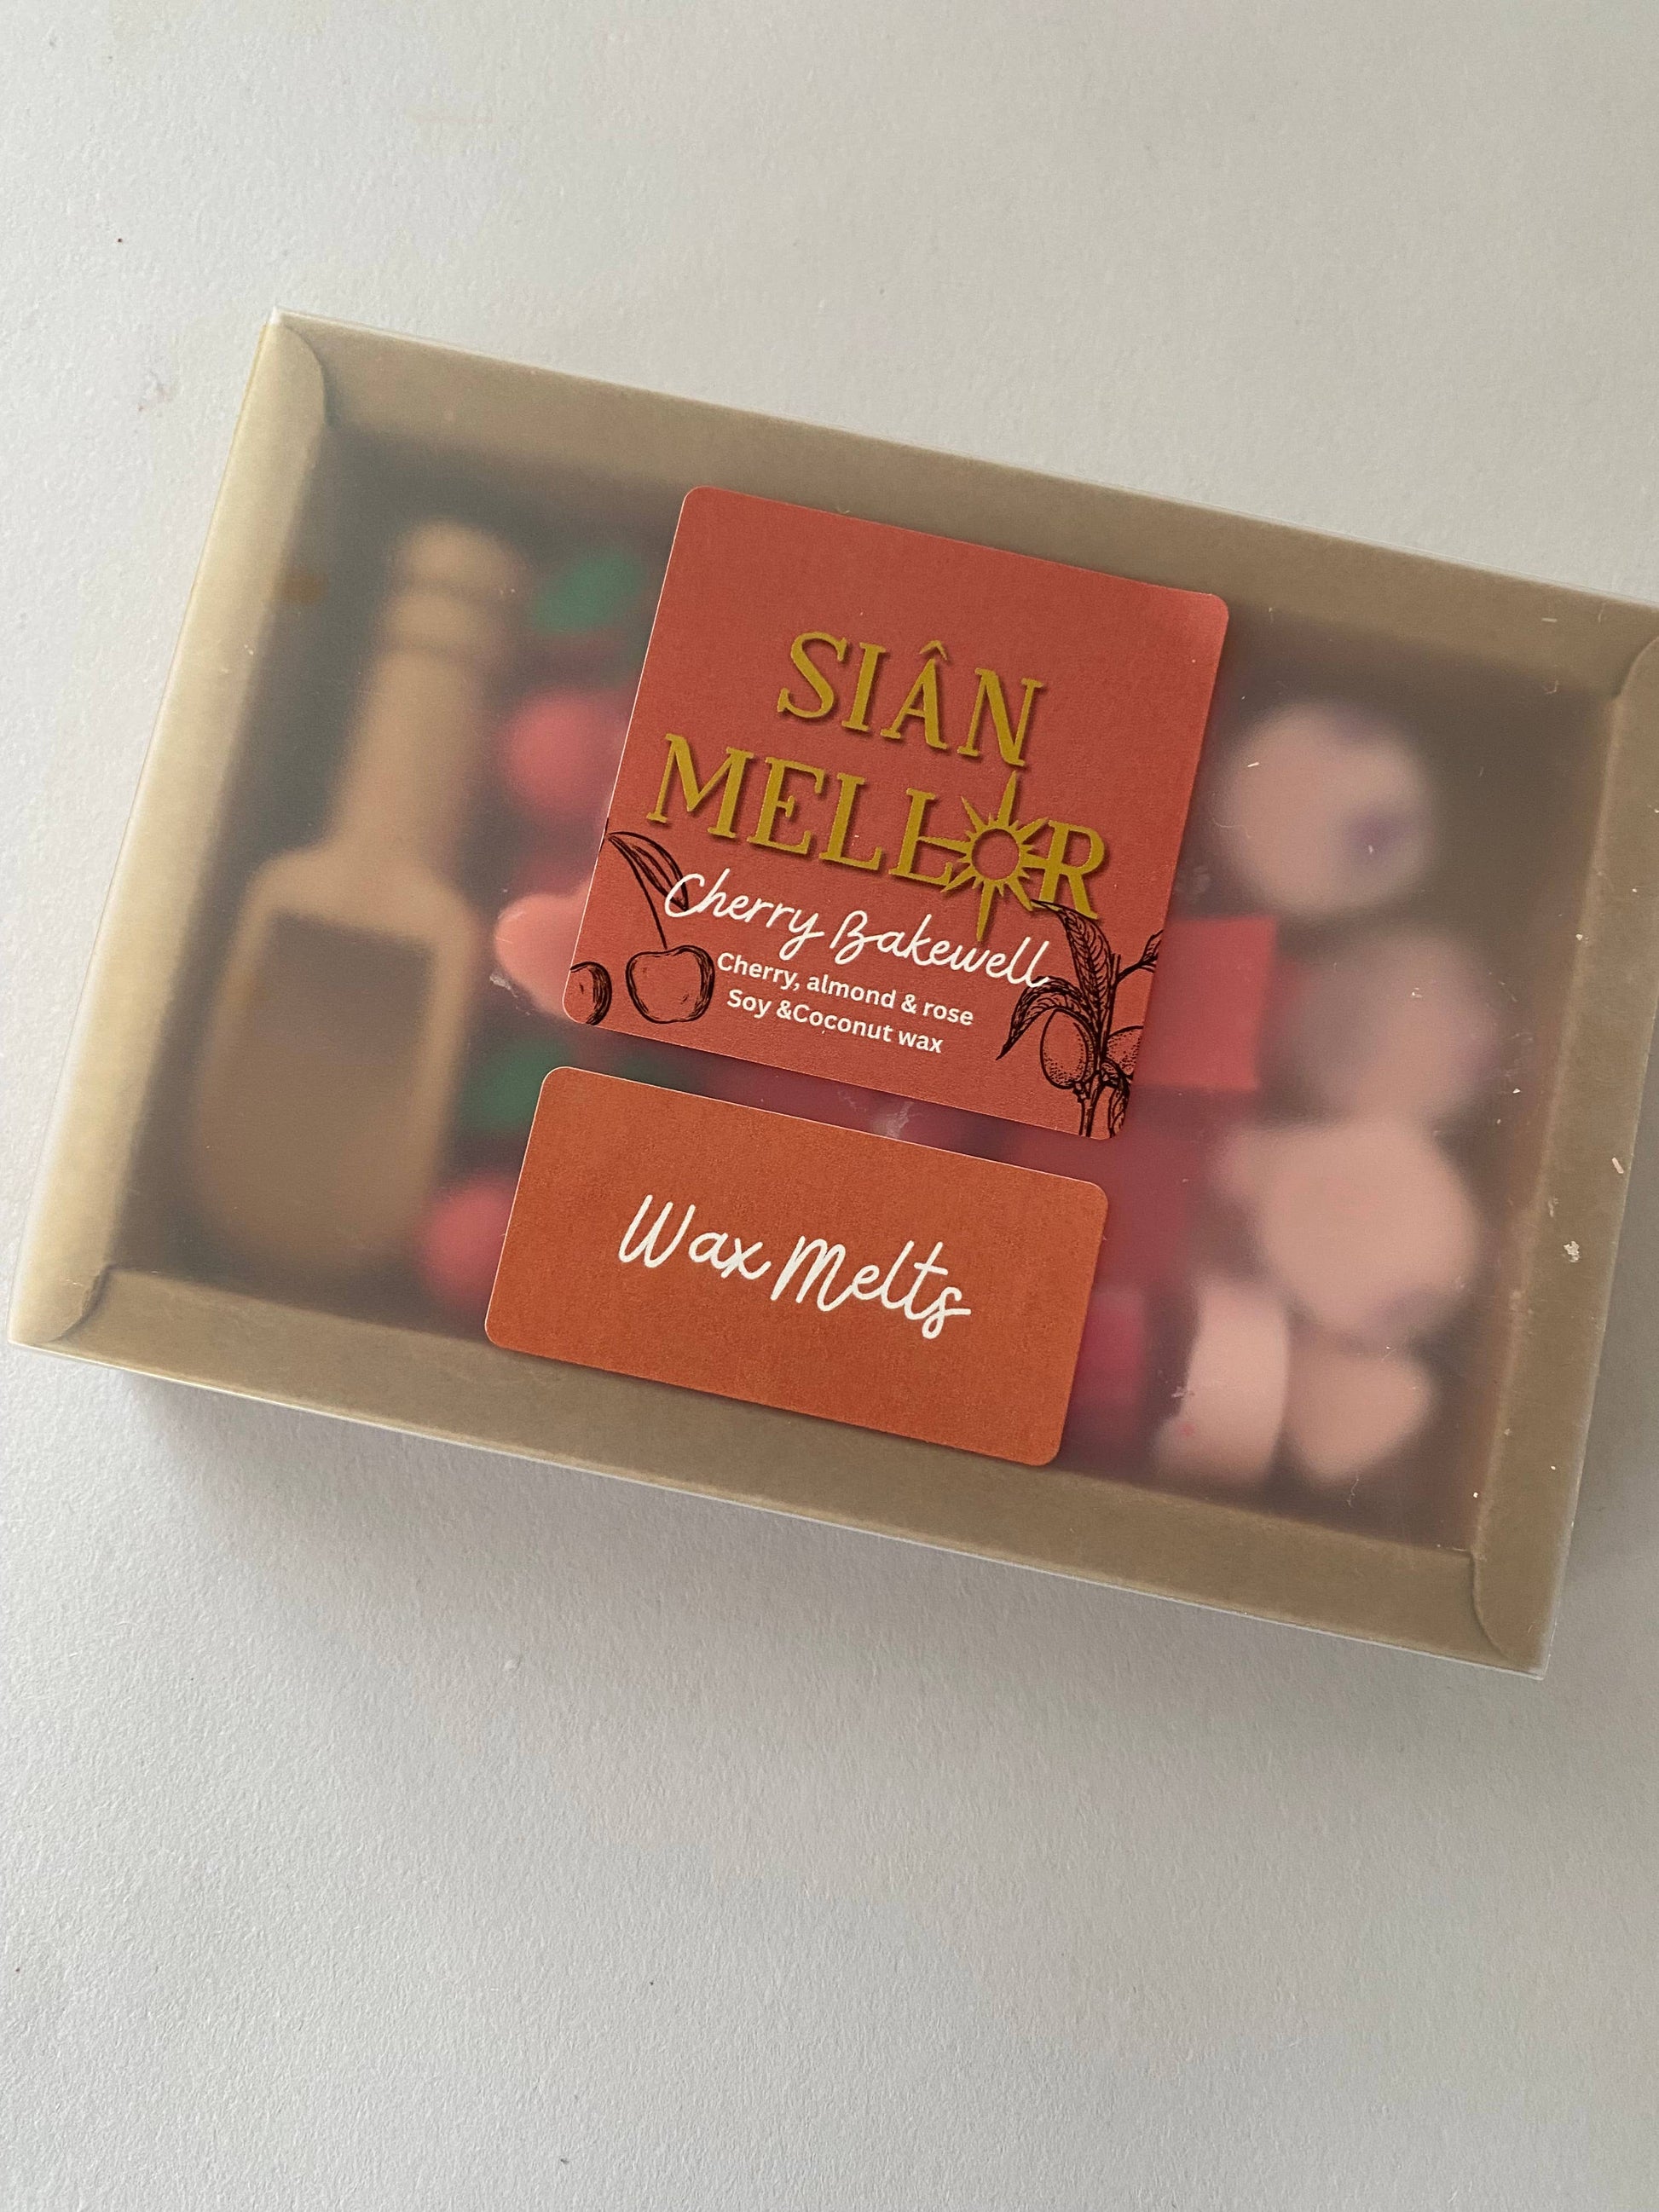 SIÂN
MELLOR
Cherry Bakewell
Cherry, almond & rose
Soy &Coconut wax
Wax Melts